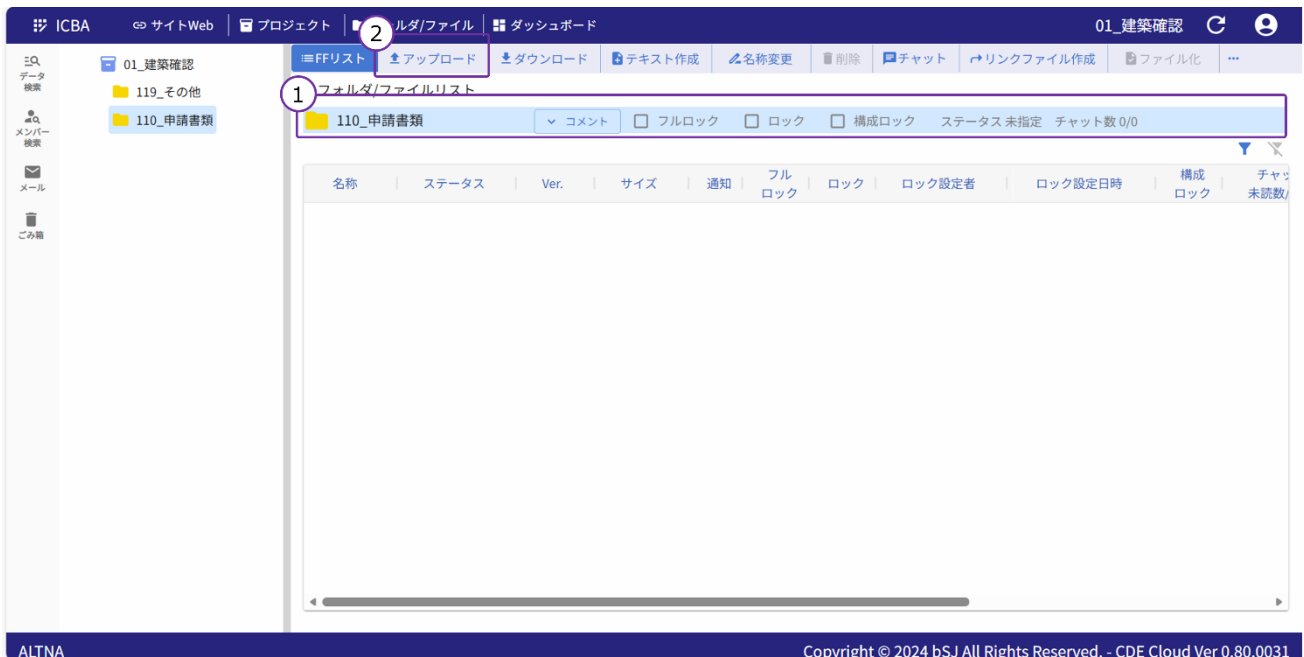 ICBA サイトWeb プロジェクト ルダ/ファイル ダッシュボード 01_建築確認
2
データ
検索
メンバー
検索
メール
ごみ箱
01_建築確認
119_その他
110_申請書類
FFリスト アップロード ダウンロード テキスト作成 名称変更 削除 チャット リンクファイル作成 ファイル化 ...
1
フォルダ/ファイルリスト
110_申請書類 コメント フルロック ロック 構成ロック ステータス 未指定 チャット数 0/0
名称 ステータス Ver. サイズ 通知 フル
ロック ロック ロック設定者 ロック設定日時 構成
ロック チャッ
未読数/
ALTNA Copyright © 2024 bSJ All Rights Reserved. - CDE Cloud Ver 0.80.0031